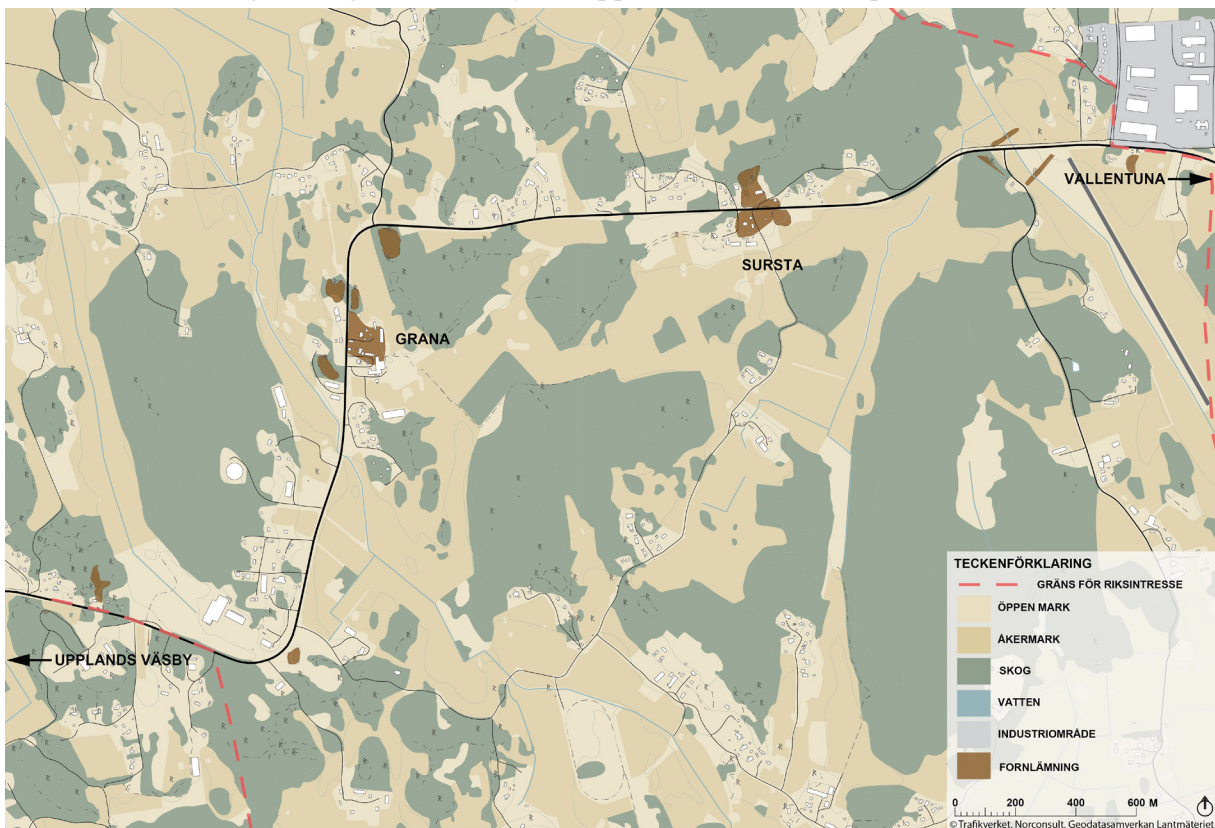 VALLENTUNA
SURSTA
GRANA
UPPLANDS VÄSBY
TECKENFÖRKLARING
GRÄNS FÖR RIKSINTRESSE
ÖPPEN MARK
ÅKERMARK
SKOG
VATTEN
INDUSTRIOMRÅDE
FORNLÄMNING
0 200 400 600 M
© Trafikverket, Norconsult, Geodatasamverkan Lantmäteriet